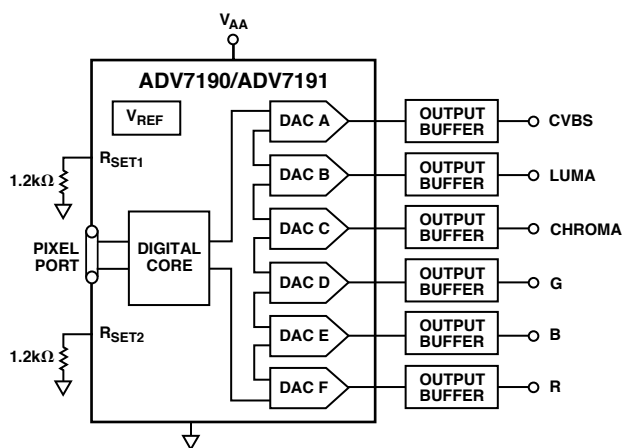 VAA
ADV7190/ADV7191
VREF
RSET1
1.2kΩ
PIXEL
PORT
DIGITAL
CORE
RSET2
1.2kΩ
DAC A
OUTPUT
BUFFER
CVBS
DAC B
OUTPUT
BUFFER
LUMA
DAC C
OUTPUT
BUFFER
CHROMA
DAC D
OUTPUT
BUFFER
G
DAC E
OUTPUT
BUFFER
B
DAC F
OUTPUT
BUFFER
R